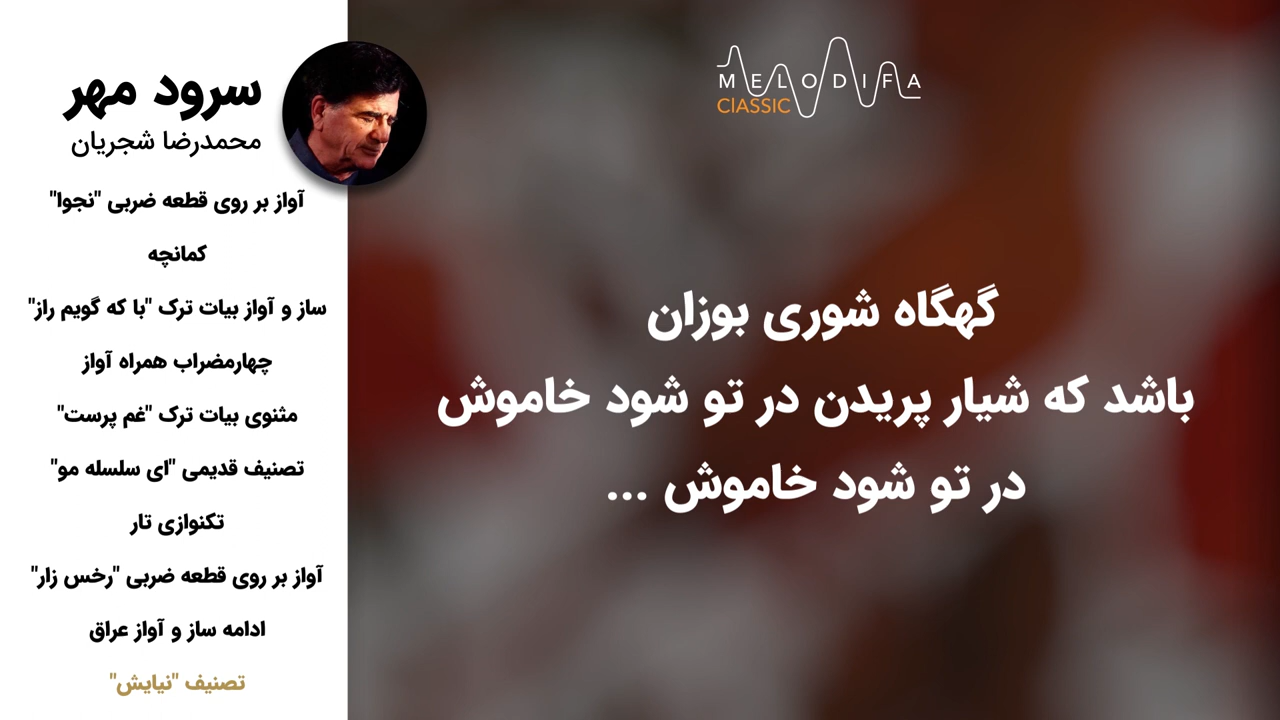 سرود مهر
محمدرضا شجریان
آواز بر روی قطعه ضربی "نجوا"
کمانچه
ساز و آواز بیات ترک "با که گویم راز"
چهارمضراب همراه آواز
مثنوی بیات ترک "غم پرست"
تصنیف قدیمی "ای سلسله مو"
تکنوازی تار
آواز بر روی قطعه ضربی "رخس زار"
ادامه ساز و آواز عراق
تصنیف "نیایش"
MELODIFA
ClASSIC
گهگاه شوری بوزان
باشد که شیار پریدن در تو شود خاموش
در تو شود خاموش ...